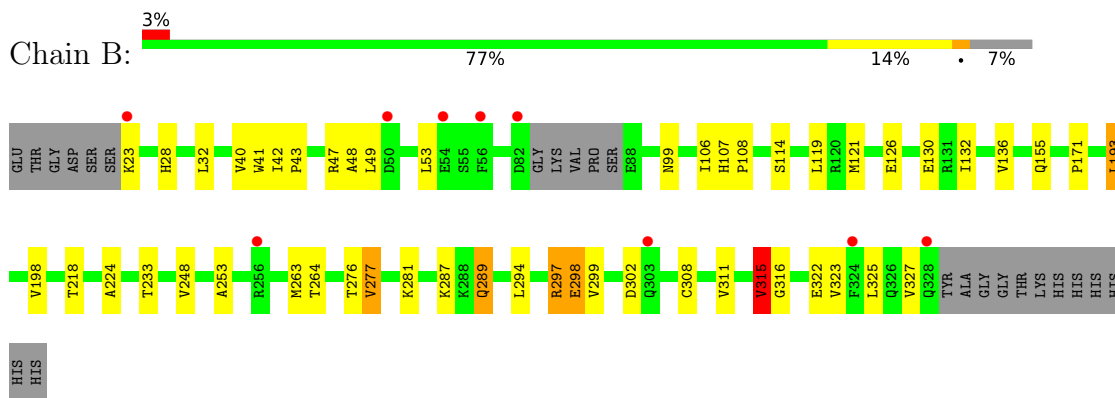 3%
Chain B:
77% 14% • 7%
GLU THR GLY ASP SER SER K23 H28 L32 V40 W41 I42 P43 R47 A48 L49 D50 L53 E54 S55 F56 D82 GLY LYS VAL PRO SER E88 N99 I106 H107 P108 S114 L119 R120 M121 E126 E130 R131 I132 V136 Q155 P171 L193
V198 T218 A224 T233 V248 A253 R256 M263 T264 T276 V277 K281 K287 K288 Q289 L294 R297 E298 V299 D302 Q303 C308 V311 V315 G316 E322 V323 F324 L325 Q326 V327 Q328 TYR ALA GLY GLY THR LYS HIS HIS HIS HIS
HIS HIS